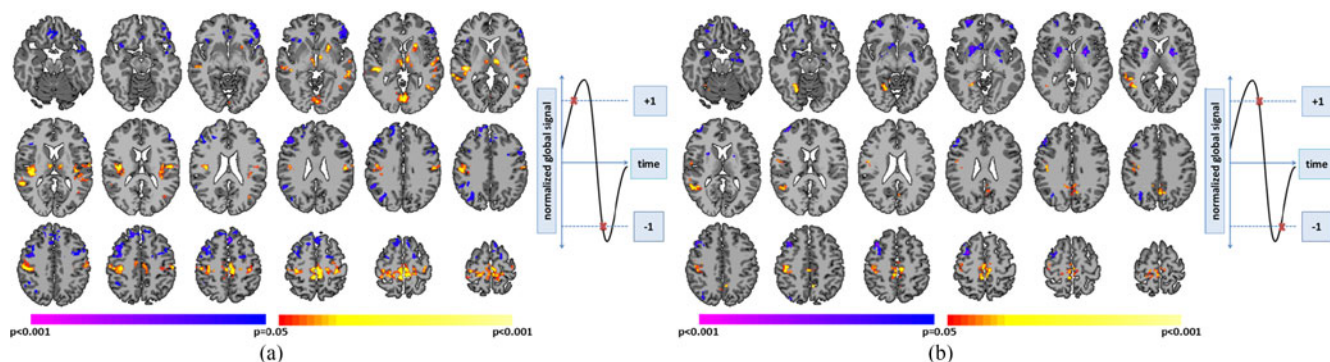 normalized global signal
+1
time
-1
p<0.001
p=0.05
p<0.001
(a)
normalized global signal
+1
time
-1
p<0.001
p=0.05
p<0.001
(b)